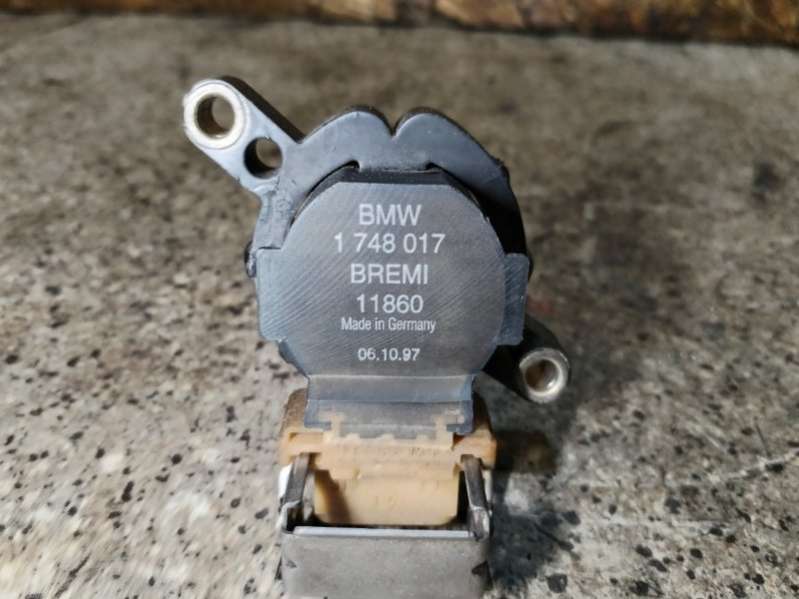 BMW
1 748 017
BREMI
11860
Made in Germany
06.10.97